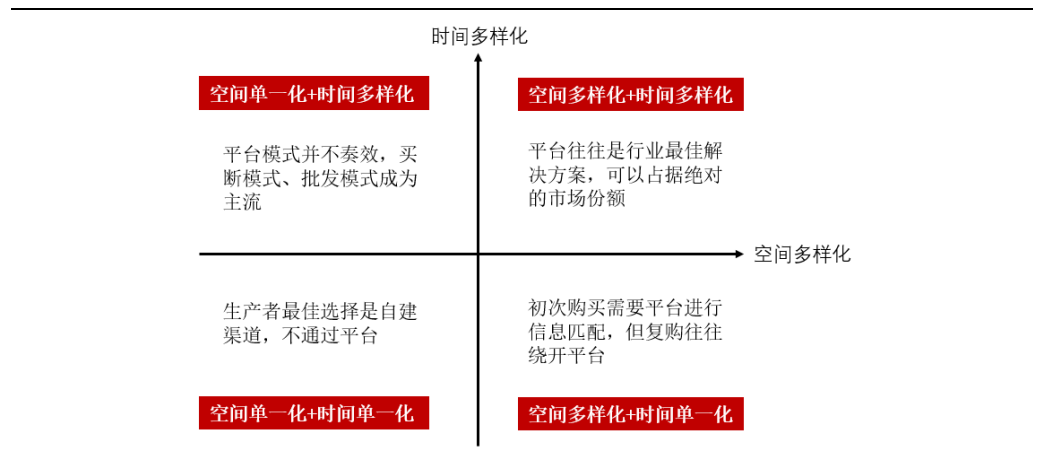 时间多样化
空间单一化+时间多样化
平台模式并不奏效，买
断模式、批发模式成为
主流
空间多样化+时间多样化
平台往往是行业最佳解
决方案，可以占据绝对
的市场份额
空间多样化
生产者最佳选择是自建
渠道，不通过平台
空间单一化+时间单一化
初次购买需要平台进行
信息匹配，但复购往往
绕开平台
空间多样化+时间单一化